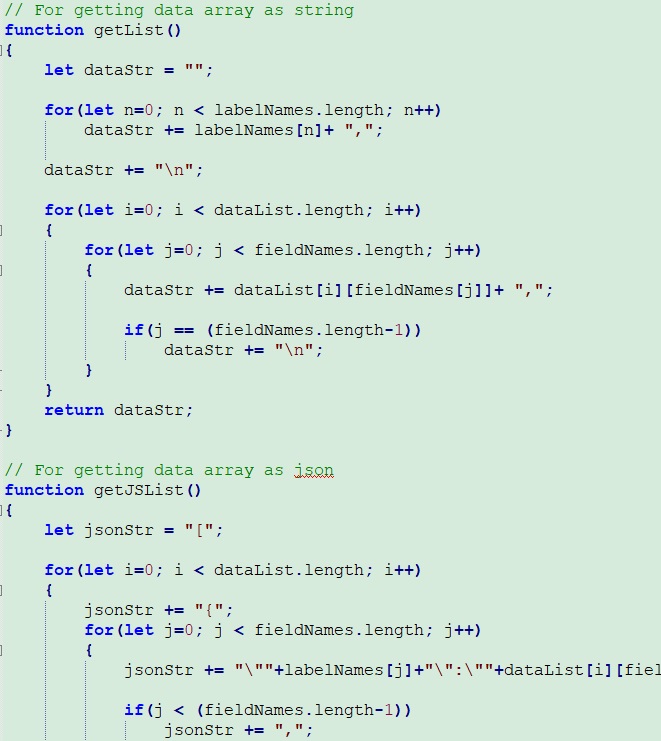 // For getting data array as string
function getList()
{
    let dataStr = "";
    for(let n=0; n < labelNames.length; n++)
        dataStr += labelNames[n]+ ",";
    dataStr += "\n";
    for(let i=0; i < dataList.length; i++)
    {
        for(let j=0; j < fieldNames.length; j++)
        {
            dataStr += dataList[i][fieldNames[j]]+ ",";
            if(j == (fieldNames.length-1))
                dataStr += "\n";
        }
    }
    return dataStr;
}
// For getting data array as json
function getJSList()
{
    let jsonStr = "[";
    for(let i=0; i < dataList.length; i++)
    {
        jsonStr += "{";
        for(let j=0; j < fieldNames.length; j++)
        {
            jsonStr += "\""+labelNames[j]+"\":\""+dataList[i][fiel
            if(j < (fieldNames.length-1))
                jsonStr += ",";